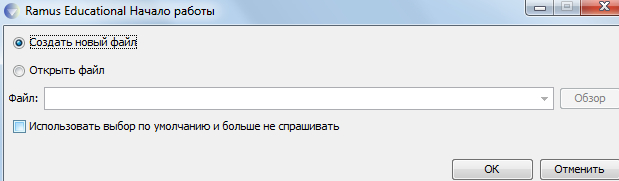 Ramus Educational Начало работы
Создать новый файл
Открыть файл
Файл: Обзор
Использовать выбор по умолчанию и больше не спрашивать
OK Отменить